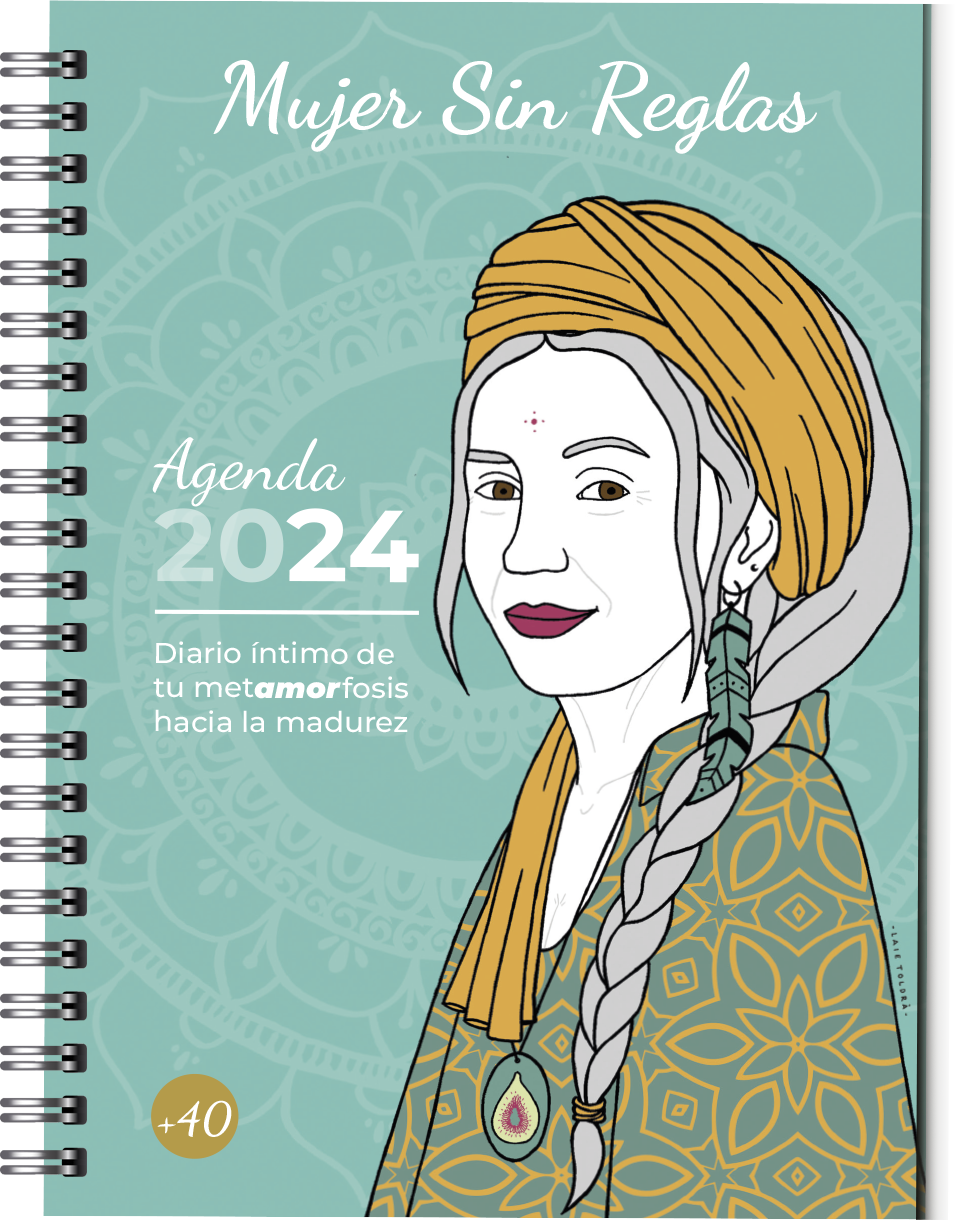 Mujer Sin Reglas
Agenda
2024
Diario íntimo de
tu metamorfosis
hacia la madurez
-LAIE TOLDRÀ-
+40